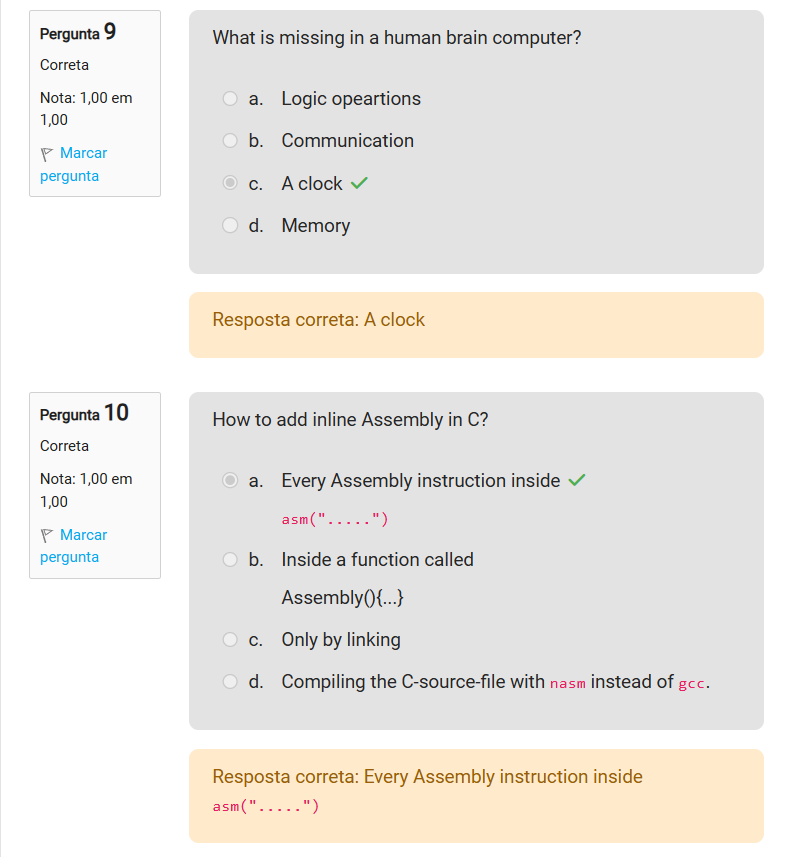 Pergunta 9
Correta
Nota: 1,00 em
1,00
Marcar
pergunta
What is missing in a human brain computer?
a. Logic opeartions
b. Communication
c. A clock
d. Memory
Resposta correta: A clock
Pergunta 10
Correta
Nota: 1,00 em
1,00
Marcar
pergunta
How to add inline Assembly in C?
a. Every Assembly instruction inside
asm(".....")
b. Inside a function called
Assembly(){...}
c. Only by linking
d. Compiling the C-source-file with nasm instead of gcc.
Resposta correta: Every Assembly instruction inside
asm(".....")